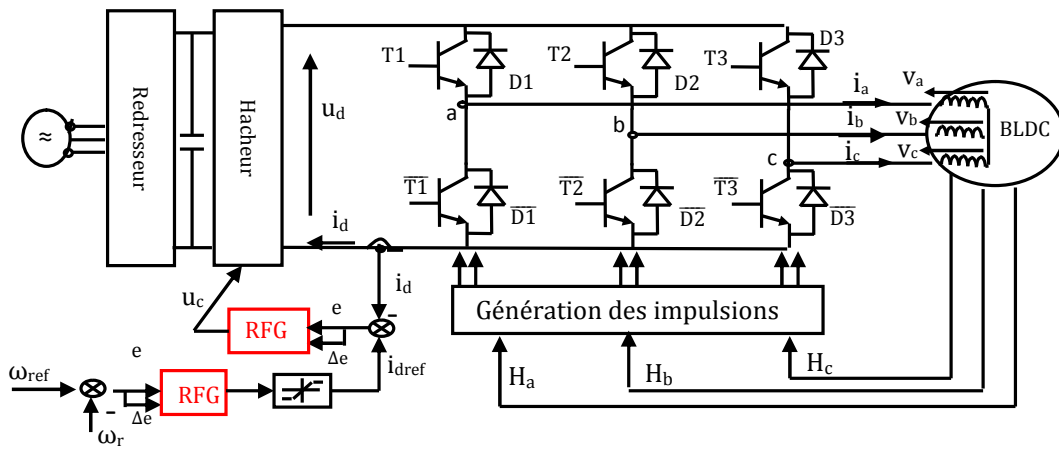 Redresseur
Hacheur
≈
u_d
i_d
T1
D1
T2
D2
T3
D3
a
b
c
i_a
i_b
i_c
v_a
v_b
v_c
BLDC
T̅1̅
D̅1̅
T̅2̅
D̅2̅
T̅3̅
D̅3̅
i_d
u_c
RFG
e
Δe
-
i_dref
Génération des impulsions
H_a
H_b
H_c
ω_ref
-
ω_r
e
Δe
RFG